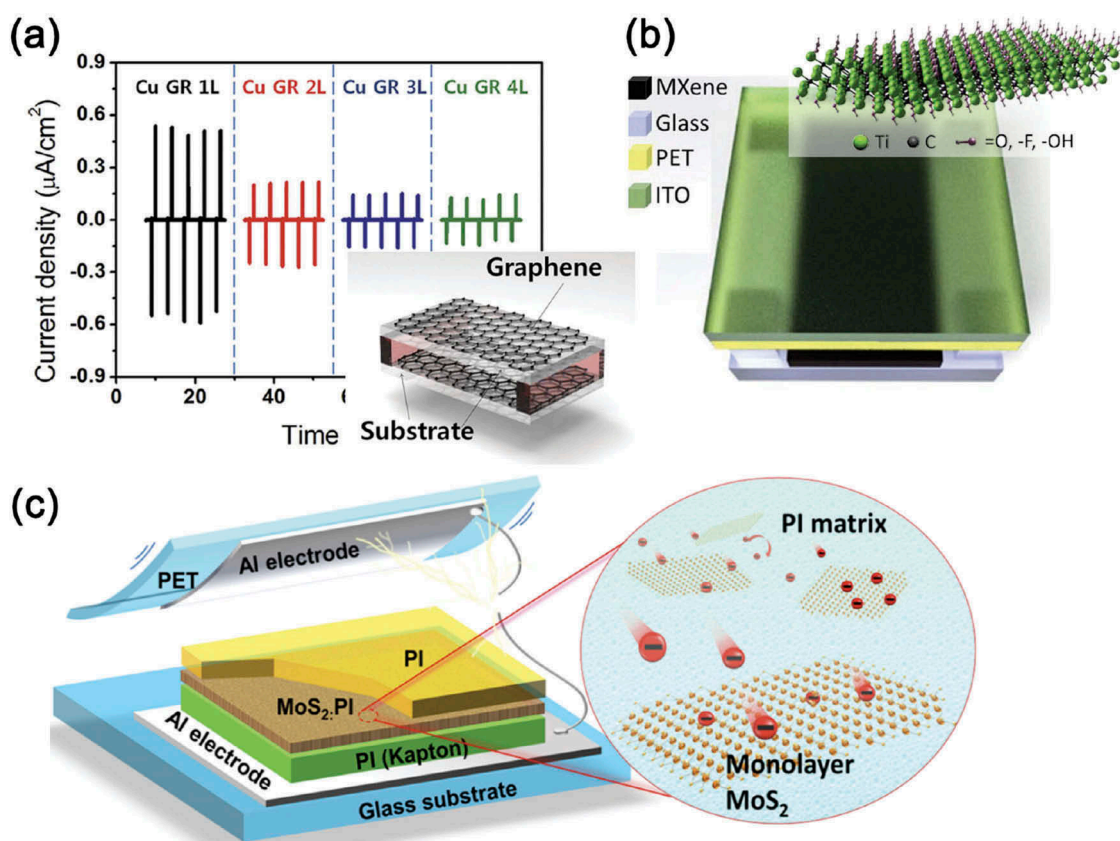 (a)
0.9
0.6
0.3
0.0
-0.3
-0.6
-0.9
Current density (μA/cm²)
Cu GR 1L
Cu GR 2L
Cu GR 3L
Cu GR 4L
0
20
40
Time
Graphene
Substrate
(b)
MXene
Glass
PET
ITO
Ti
C
=O, -F, -OH
(c)
PET
Al electrode
PI
MoS₂:PI
PI (Kapton)
Al electrode
Glass substrate
PI matrix
Monolayer
MoS₂